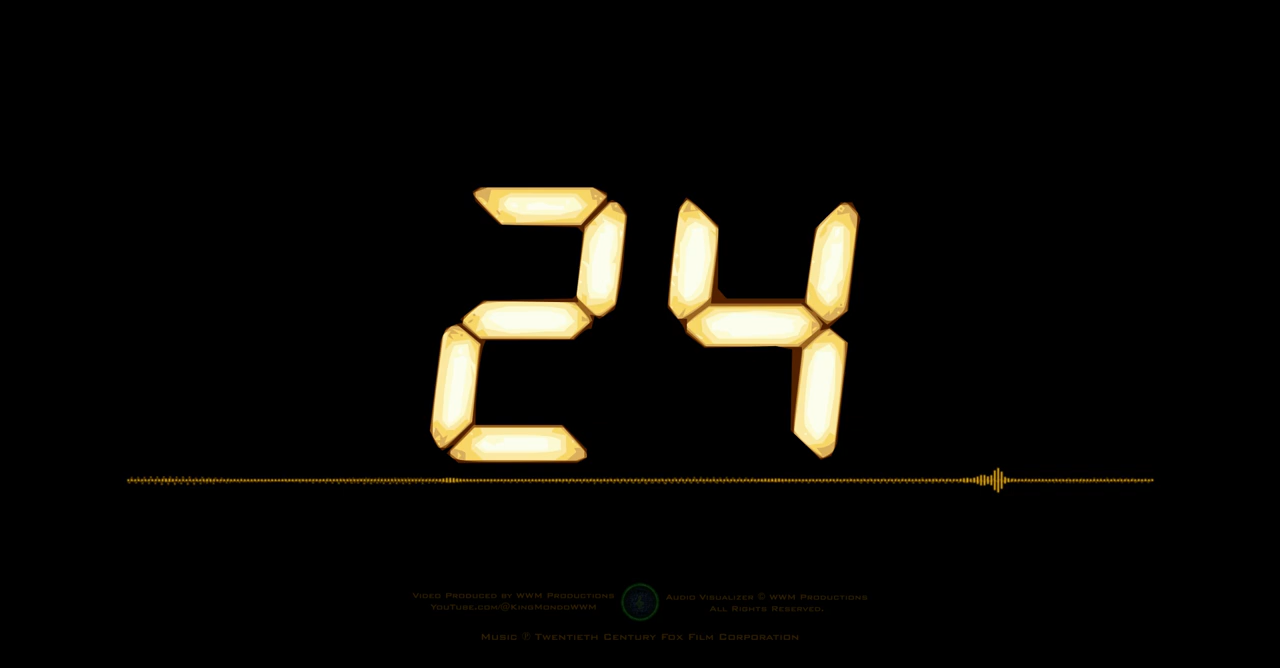 24
Video Produced by WWM Productions
YouTube.com/@KingMondoWWM
Audio Visualizer © WWM Productions
All Rights Reserved.
Music ℗ Twentieth Century Fox Film Corporation